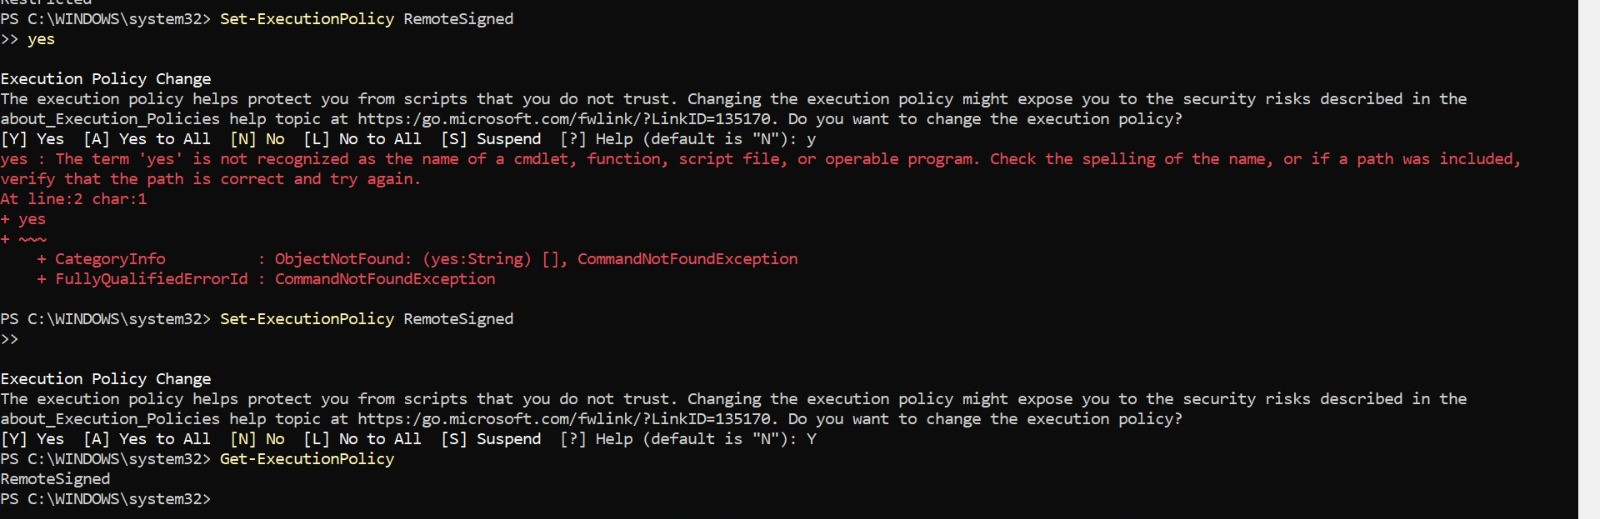 Restricted
PS C:\WINDOWS\system32> Set-ExecutionPolicy RemoteSigned
>> yes
Execution Policy Change
The execution policy helps protect you from scripts that you do not trust. Changing the execution policy might expose you to the security risks described in the
about_Execution_Policies help topic at https:/go.microsoft.com/fwlink/?LinkID=135170. Do you want to change the execution policy?
[Y] Yes  [A] Yes to All  [N] No  [L] No to All  [S] Suspend  [?] Help (default is "N"): y
yes : The term 'yes' is not recognized as the name of a cmdlet, function, script file, or operable program. Check the spelling of the name, or if a path was included,
verify that the path is correct and try again.
At line:2 char:1
+ yes
+ ~~~
    + CategoryInfo          : ObjectNotFound: (yes:String) [], CommandNotFoundException
    + FullyQualifiedErrorId : CommandNotFoundException
PS C:\WINDOWS\system32> Set-ExecutionPolicy RemoteSigned
>>
Execution Policy Change
The execution policy helps protect you from scripts that you do not trust. Changing the execution policy might expose you to the security risks described in the
about_Execution_Policies help topic at https:/go.microsoft.com/fwlink/?LinkID=135170. Do you want to change the execution policy?
[Y] Yes  [A] Yes to All  [N] No  [L] No to All  [S] Suspend  [?] Help (default is "N"): Y
PS C:\WINDOWS\system32> Get-ExecutionPolicy
RemoteSigned
PS C:\WINDOWS\system32>